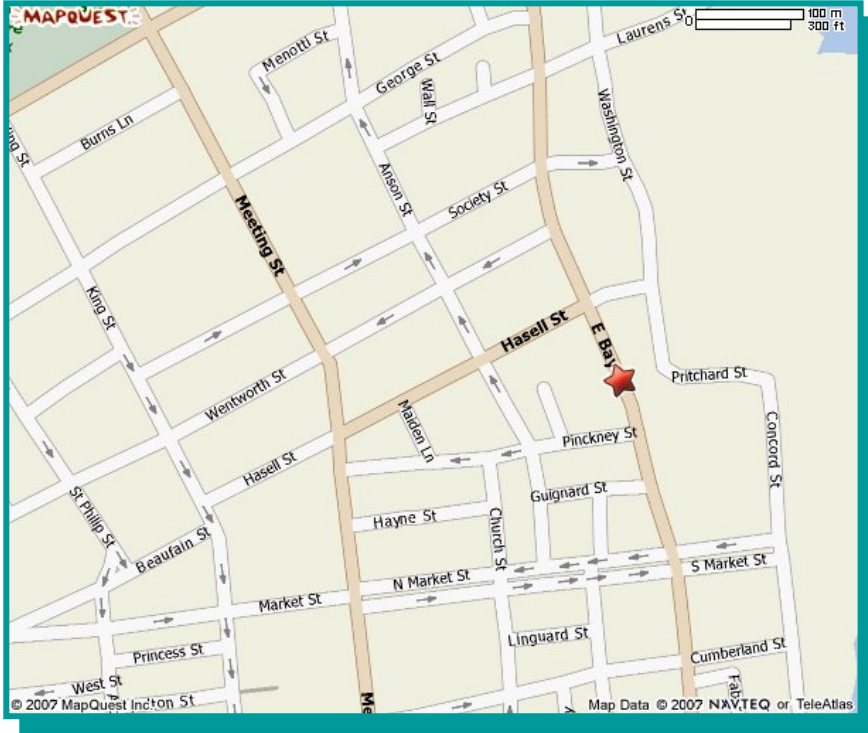 MAPQUEST
0 100 m
300 ft
Laurens St
Menotti St
George St
Wall St
Washington St
Burns Ln
Anson St
Society St
Meeting St
King St
Hasell St
E Bay
Wentworth St
Pritchard St
Maiden Ln
Pinckney St
Concord St
Hasell St
Guignard St
St Philip St
Hayne St
Church St
Beaufain St
S Market St
N Market St
Market St
Linguard St
Cumberland St
Princess St
West St
© 2007 MapQuest Inc.
Map Data © 2007 NAVTEQ or TeleAtlas